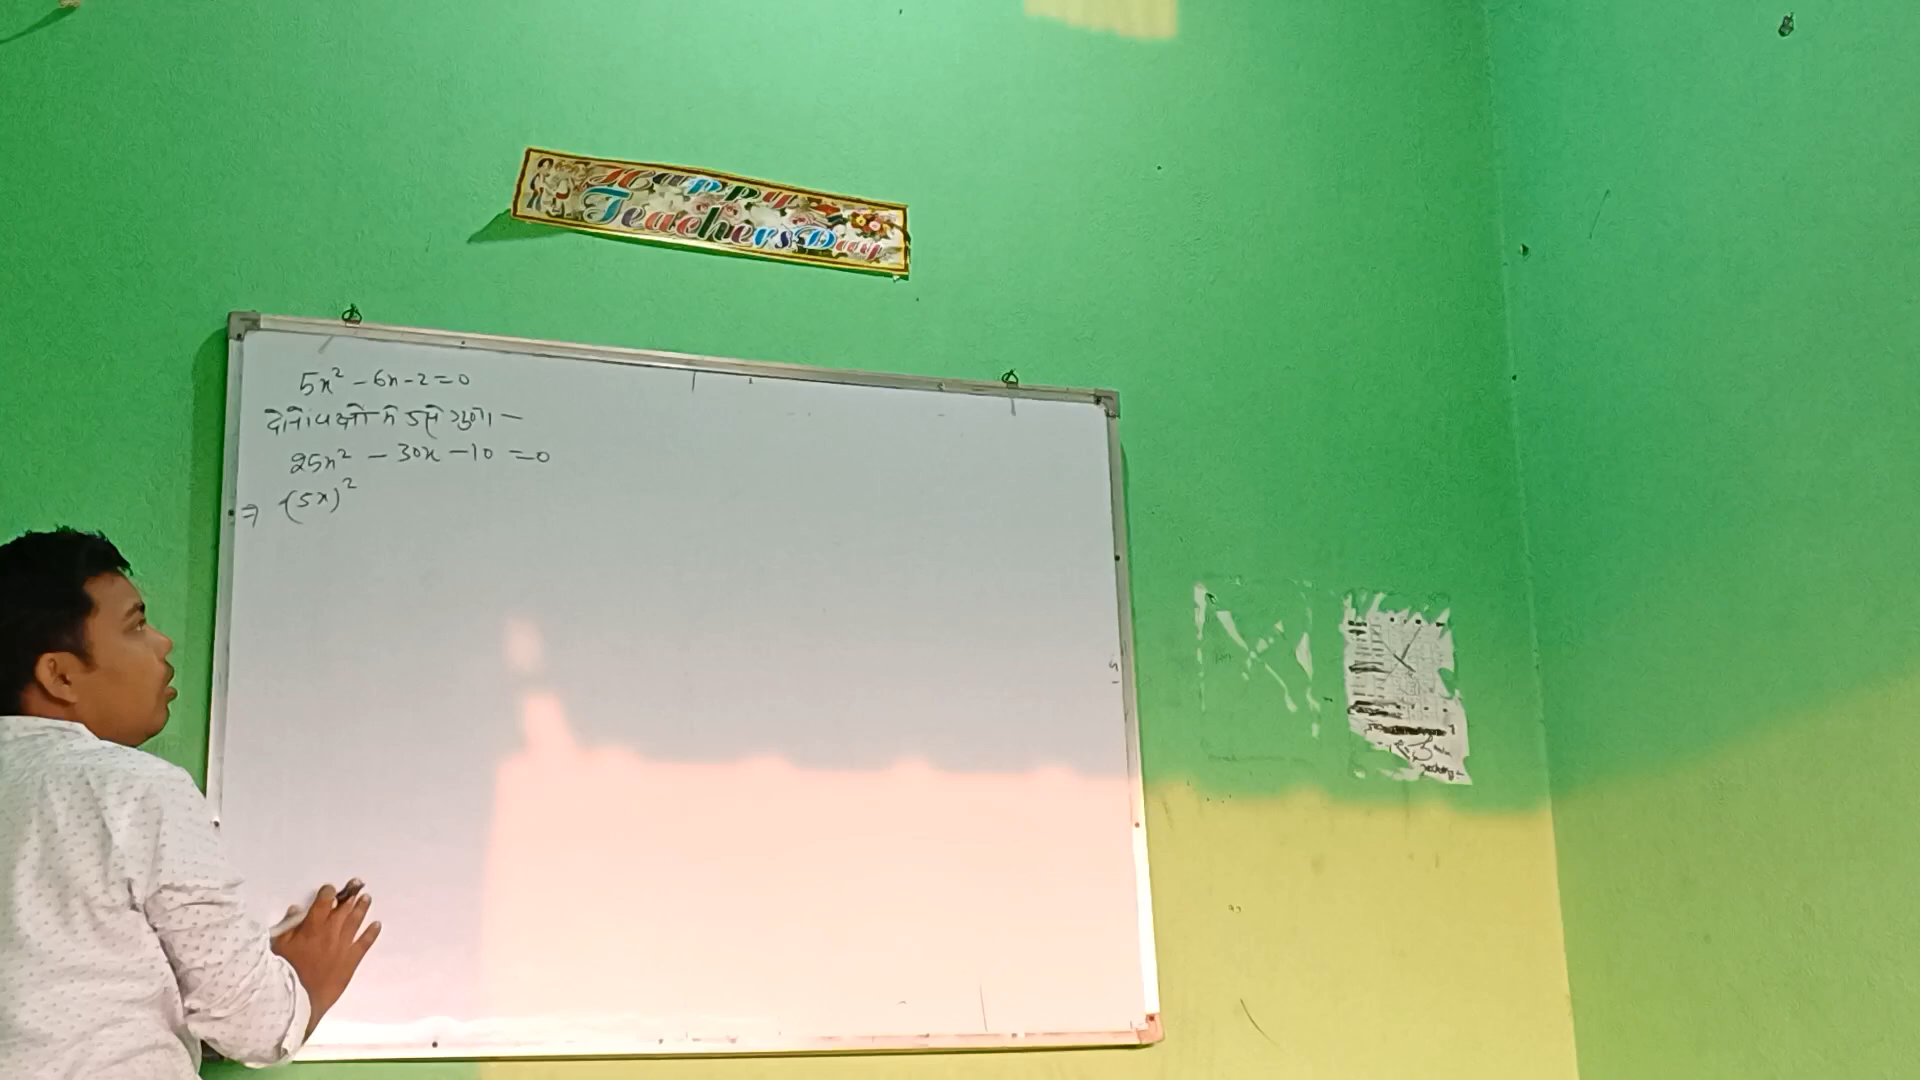 Happy
Teachers Day
5x² - 6x - 2 = 0
दोनो पक्षो मे 5 से गुणा -
25x² - 30x - 10 = 0
⇒ (5x)²